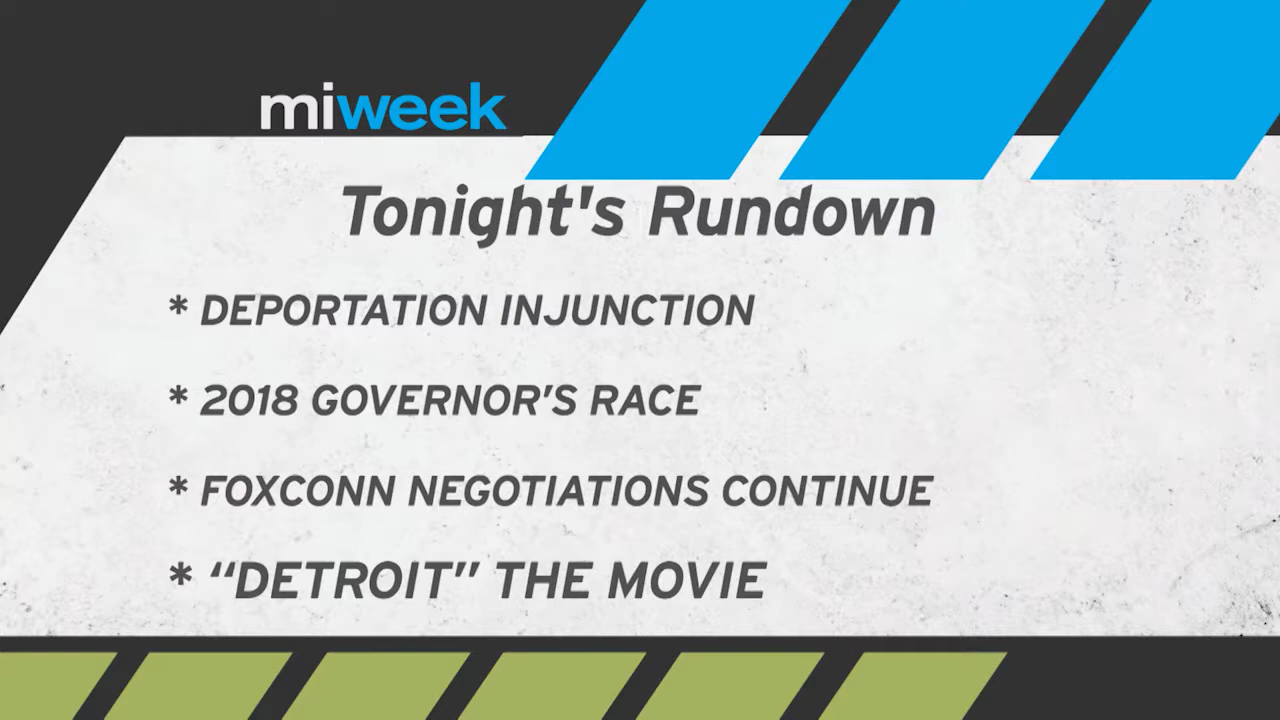 miweek
Tonight's Rundown
* DEPORTATION INJUNCTION
* 2018 GOVERNOR’S RACE
* FOXCONN NEGOTIATIONS CONTINUE
* “DETROIT” THE MOVIE